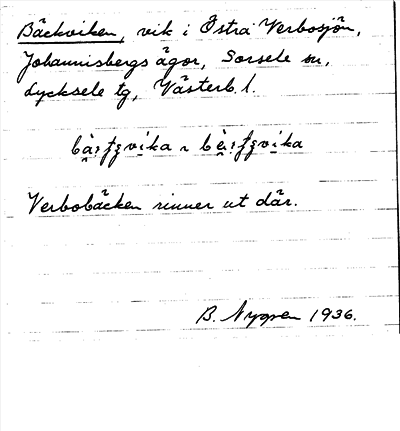 Bäckviken, vik i Östra Verbosjön,
Johannisbergs ägor, Sorsele sn,
Lycksele tg, Västerb. l.
Verbobäcken rinner ut där.
B. Nygren 1936.